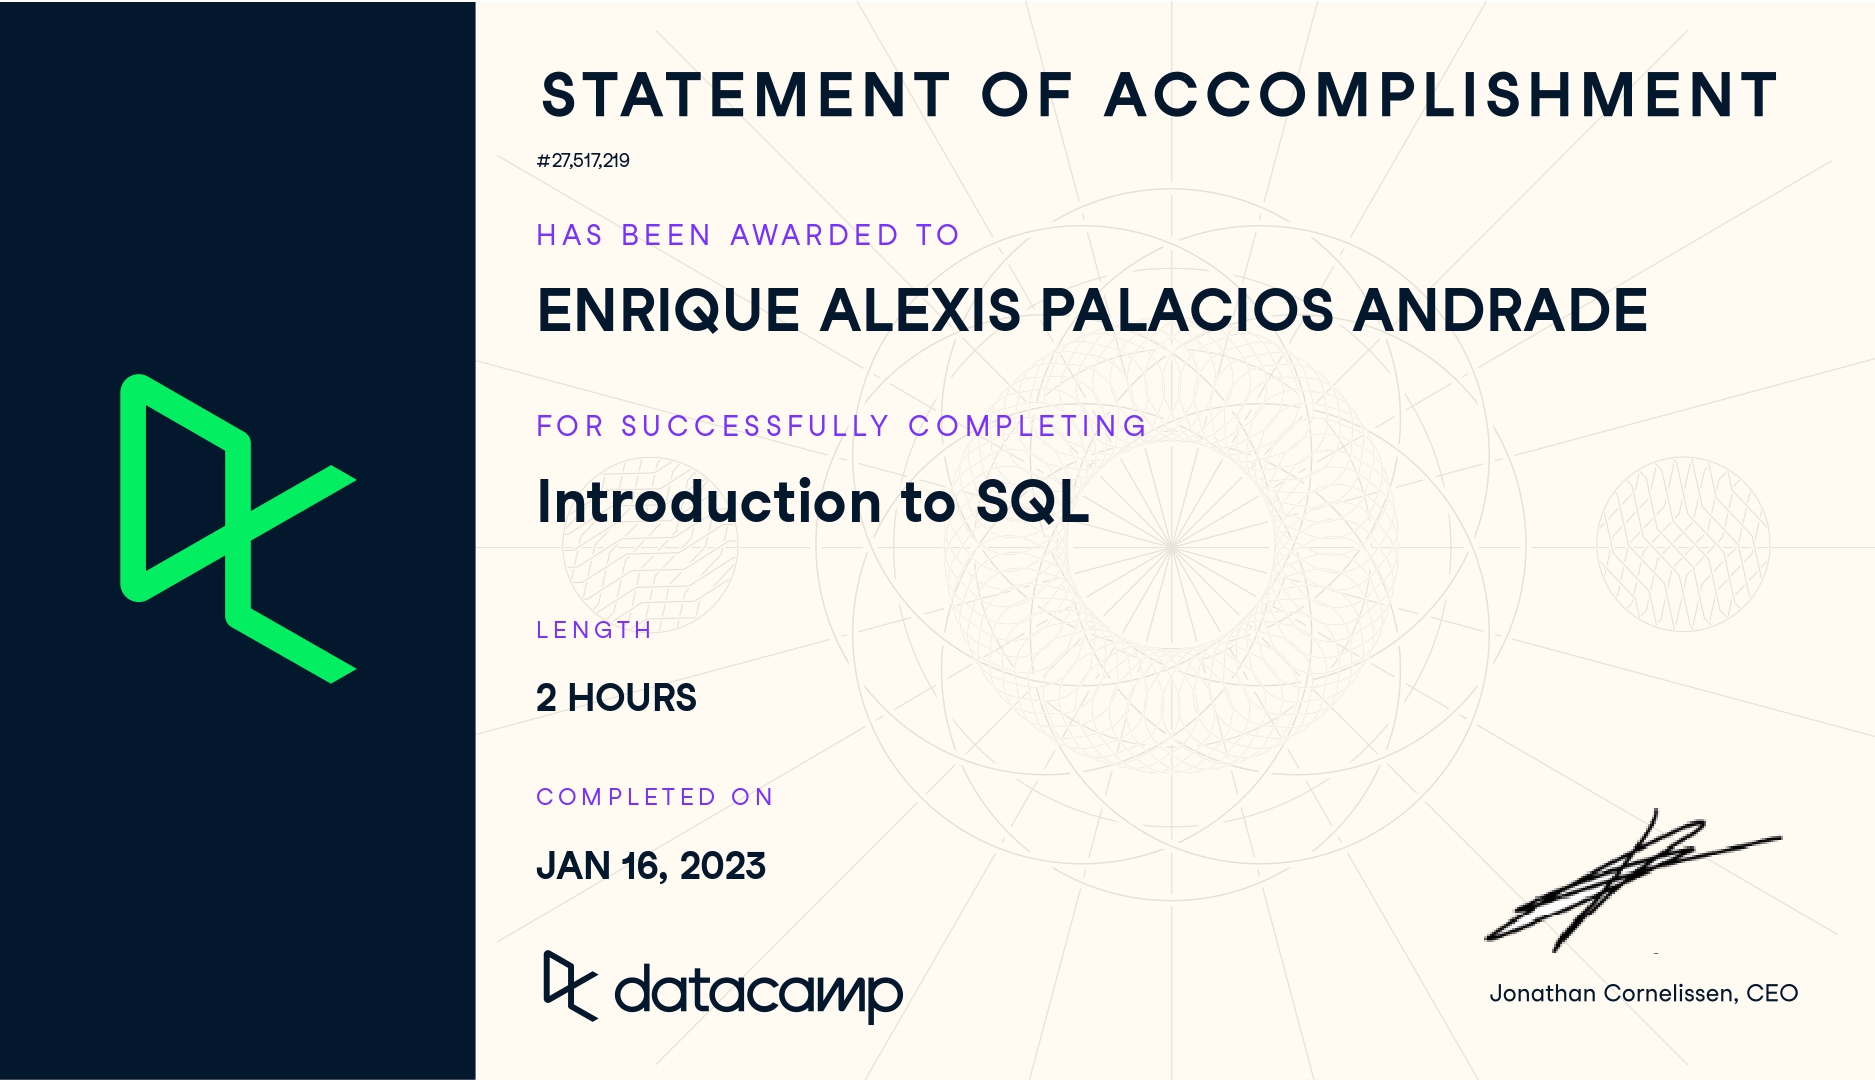 STATEMENT OF ACCOMPLISHMENT
#27,517,219
HAS BEEN AWARDED TO
ENRIQUE ALEXIS PALACIOS ANDRADE
FOR SUCCESSFULLY COMPLETING
Introduction to SQL
LENGTH
2 HOURS
COMPLETED ON
JAN 16, 2023
datacamp
Jonathan Cornelissen, CEO